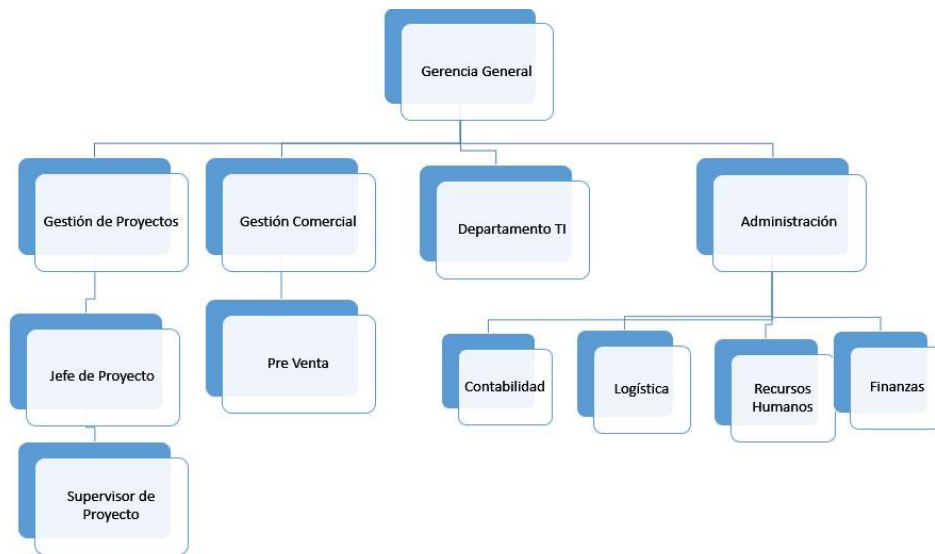 Gerencia General
Gestión de Proyectos
Gestión Comercial
Departamento TI
Administración
Jefe de Proyecto
Pre Venta
Contabilidad
Logística
Recursos
Humanos
Finanzas
Supervisor de
Proyecto